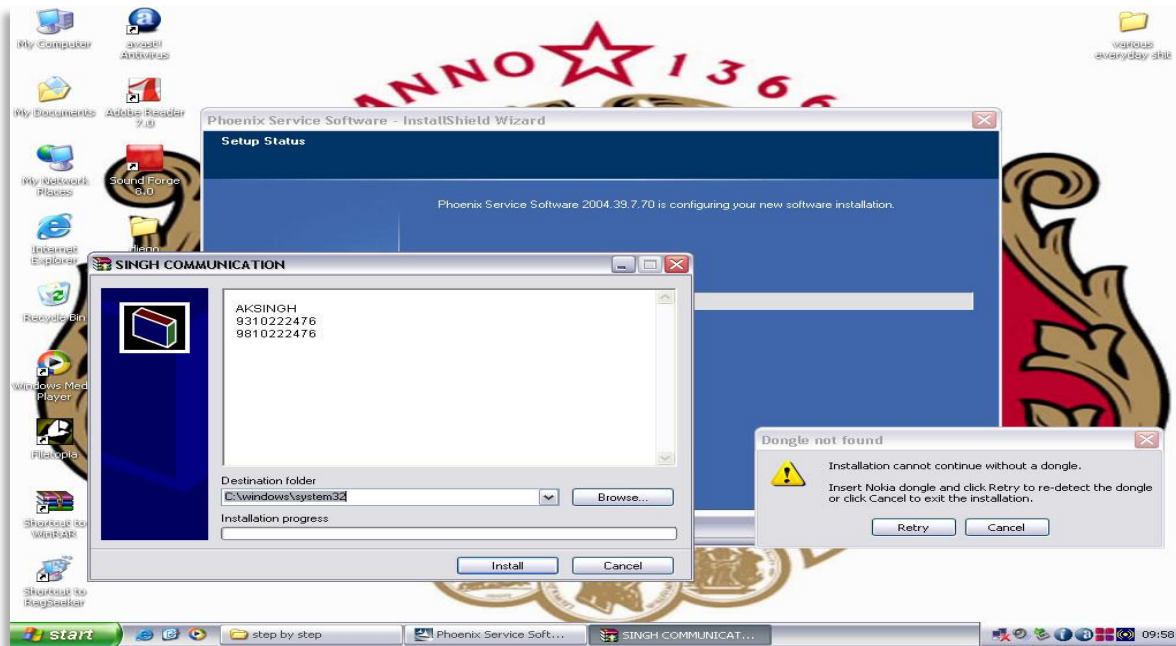 My Computer
avast!
Antivirus
various
everyday shit
ANNO 1366
My Documents
Adobe Reader
7.0
Phoenix Service Software - InstallShield Wizard
Setup Status
My Network
Places
Sound Forge
8.0
Phoenix Service Software 2004.39.7.70 is configuring your new software installation.
Internet
Explorer
diego
SINGH COMMUNICATION
AKSINGH
9310222476
9810222476
Recycle Bin
Windows Med
Player
Filatopia
Dongle not found
Installation cannot continue without a dongle.
Insert Nokia dongle and click Retry to re-detect the dongle
or click Cancel to exit the installation.
Retry
Cancel
Destination folder
C:\windows\system32
Browse...
Installation progress
Install
Cancel
Shortcut to
WinRAR
Shortcut to
RegSeeker
start
step by step
Phoenix Service Soft...
SINGH COMMUNICAT...
09:58